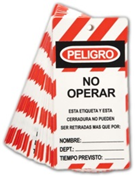 PELIGRO
NO
OPERAR
ESTA ETIQUETA Y ESTA
CERRADURA NO PUEDEN
SER RETIRADAS MAS QUE POR:
NOMBRE:
DEPT.:
TIEMPO PREVISTO: